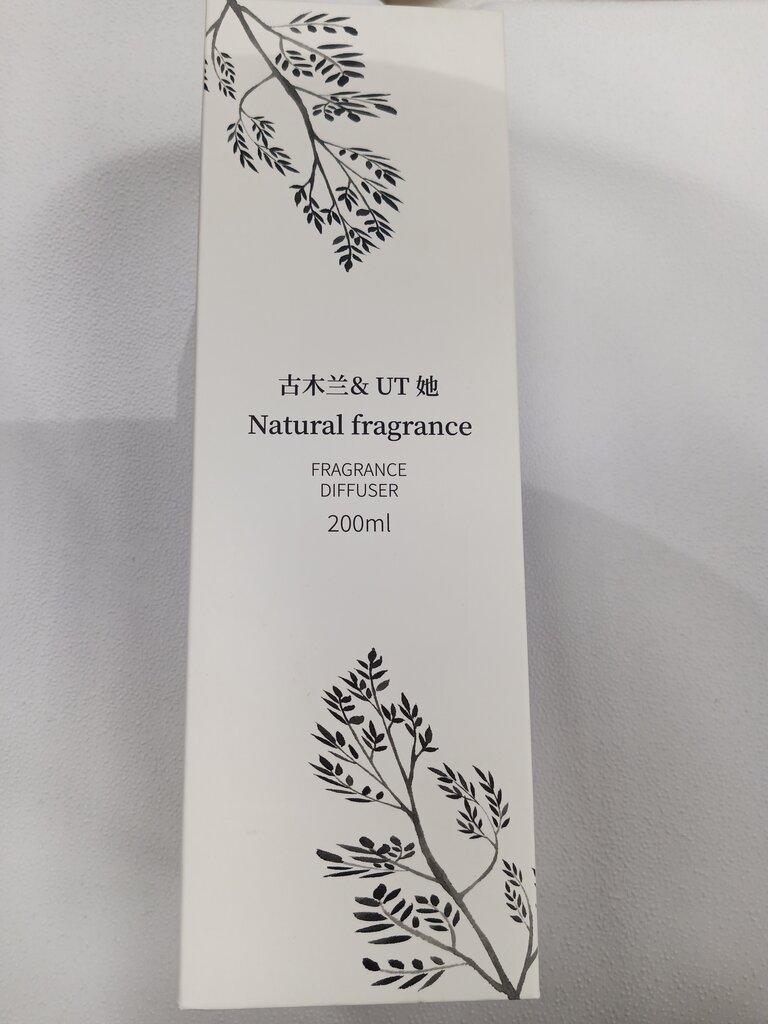 古木兰& UT 她
Natural fragrance
FRAGRANCE
DIFFUSER
200ml